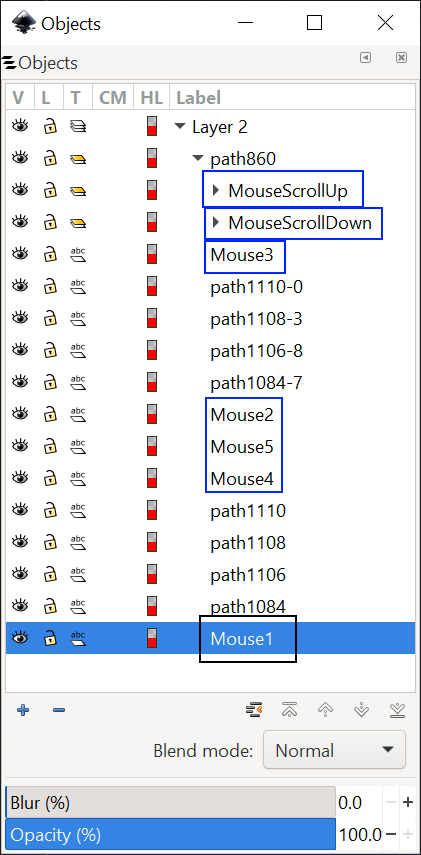 Objects
Objects
V L T CM HL Label
Layer 2
path860
MouseScrollUp
MouseScrollDown
abc Mouse3
abc path1110-0
abc path1108-3
abc path1106-8
abc path1084-7
abc Mouse2
abc Mouse5
abc Mouse4
abc path1110
abc path1108
abc path1106
abc path1084
abc Mouse1
Blend mode: Normal
Blur (%) 0.0
Opacity (%) 100.0